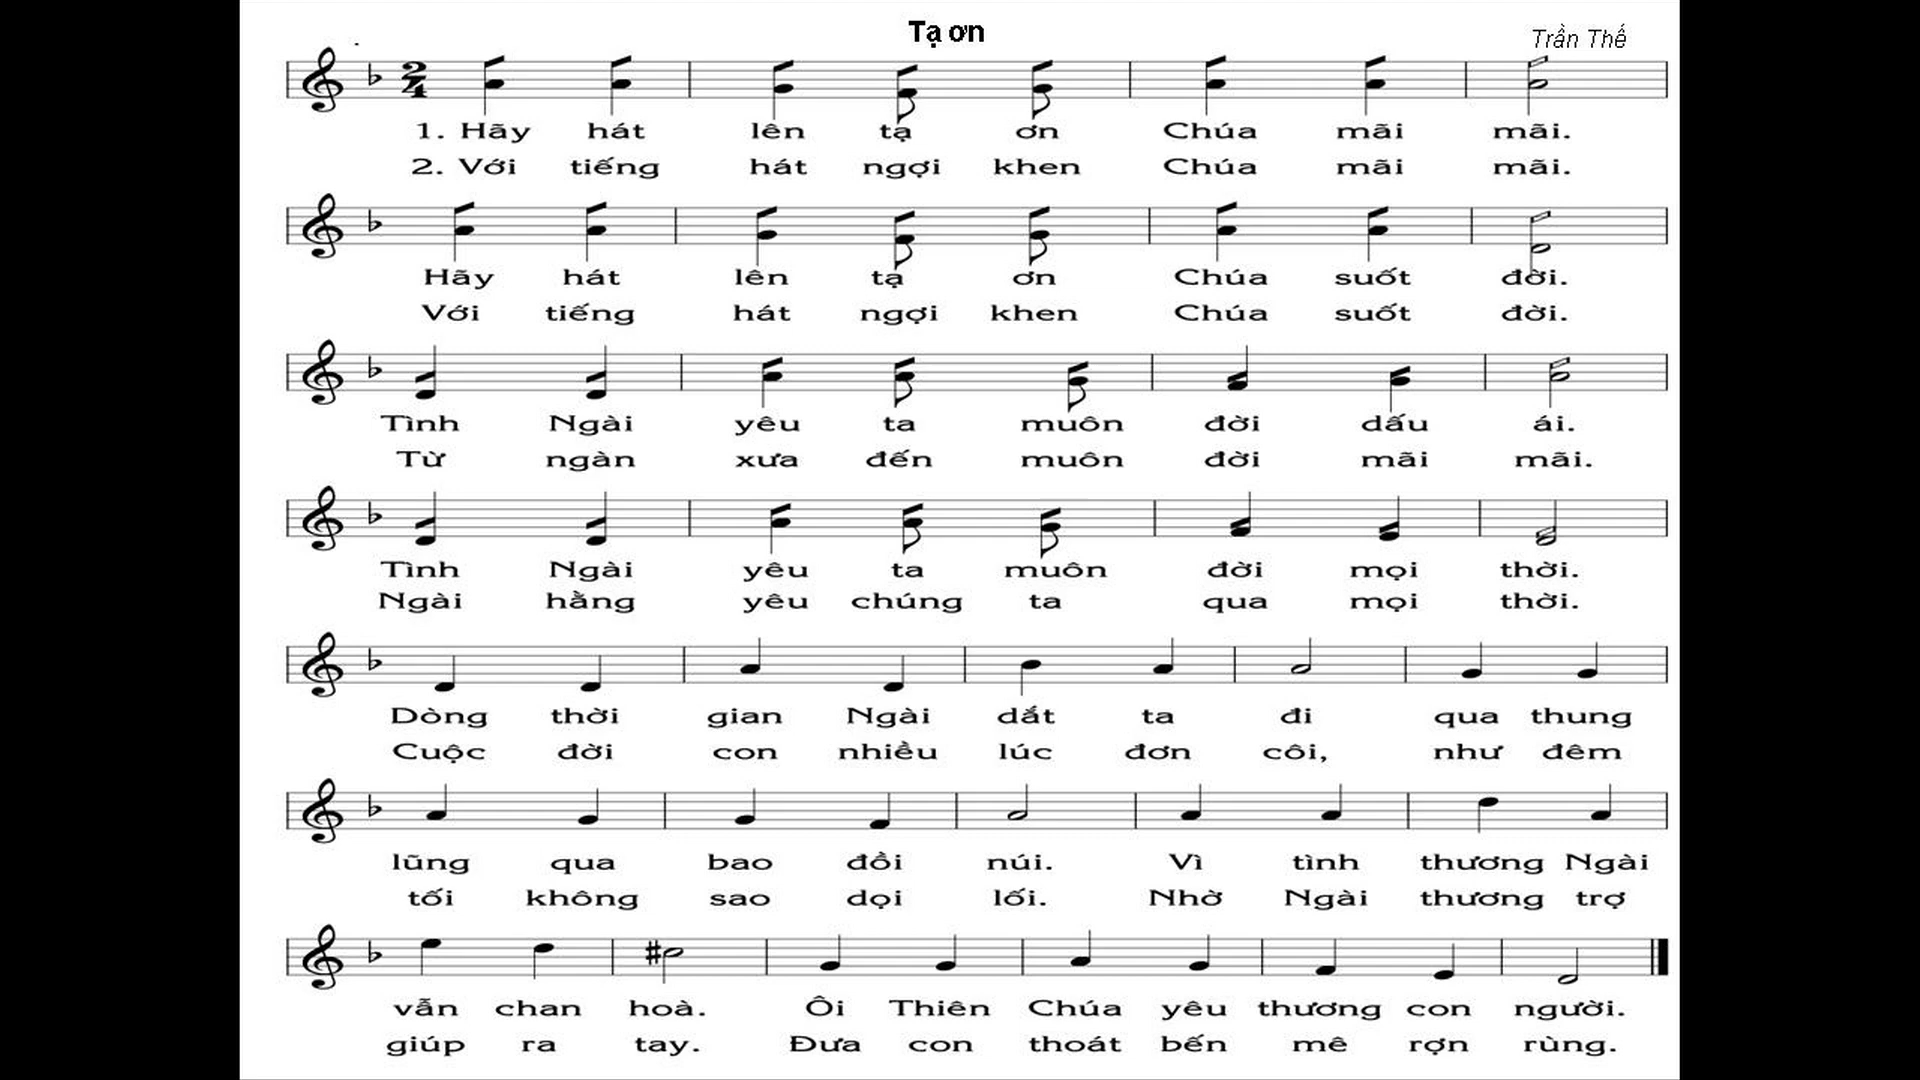 Tạ ơn
Trần Thế
2
4
1. Hãy hát lên tạ ơn Chúa mãi mãi.
2. Với tiếng hát ngợi khen Chúa mãi mãi.
Hãy hát lên tạ ơn Chúa suốt đời.
Với tiếng hát ngợi khen Chúa suốt đời.
Tình Ngài yêu ta muôn đời dấu ái.
Từ ngàn xưa đến muôn đời mãi mãi.
Tình Ngài yêu ta muôn đời mọi thời.
Ngài hằng yêu chúng ta qua mọi thời.
Dòng thời gian Ngài dắt ta đi qua thung
Cuộc đời con nhiều lúc đơn côi, như đêm
lũng qua bao đồi núi. Vì tình thương Ngài
tối không sao dọi lối. Nhờ Ngài thương trợ
vẫn chan hoà. Ôi Thiên Chúa yêu thương con người.
giúp ra tay. Đưa con thoát bến mê rợn rùng.